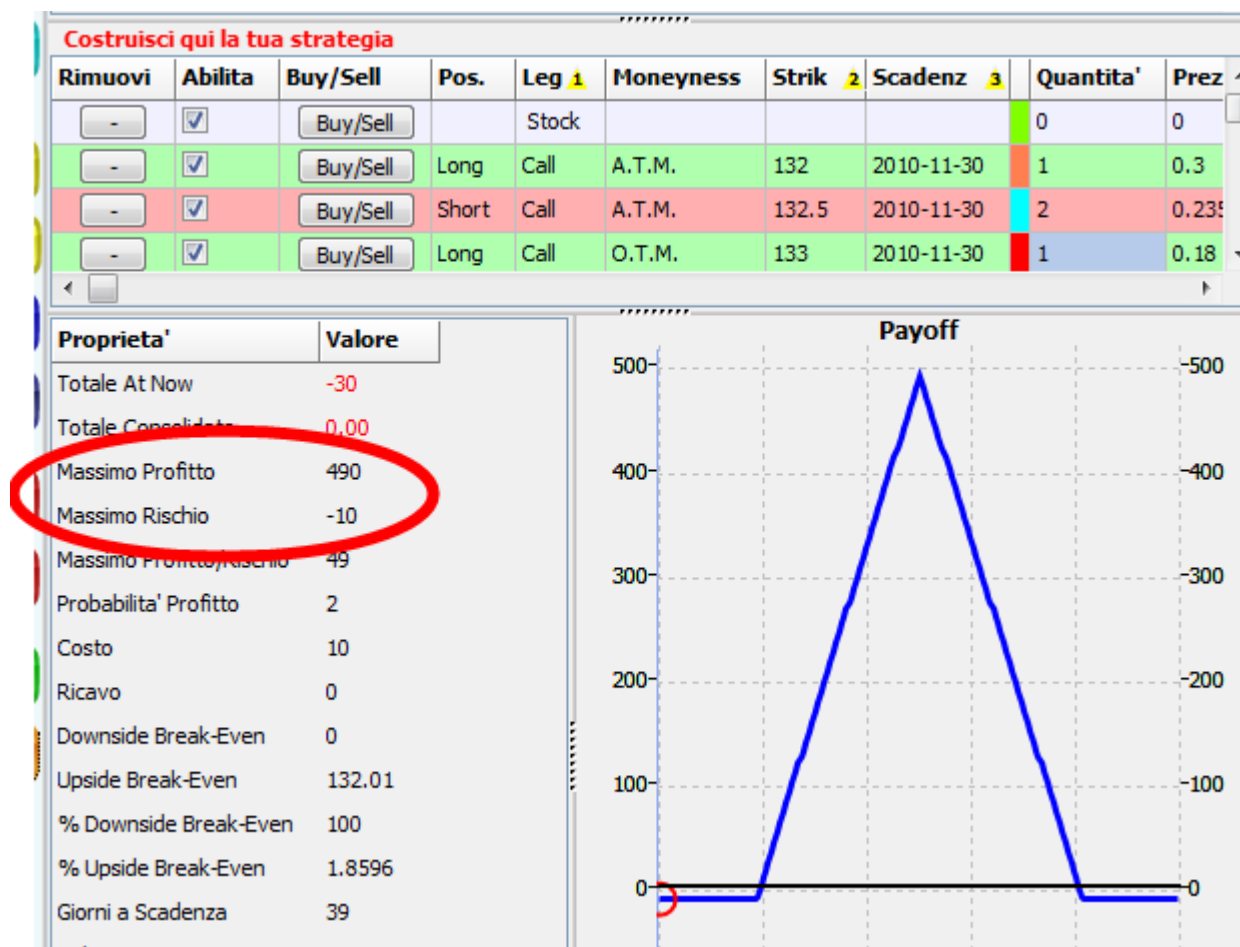 Costruisci qui la tua strategia
Rimuovi Abilita Buy/Sell Pos. Leg 1 Moneyness Strik 2 Scadenz 3 Quantita' Prez
- Buy/Sell Stock 0 0
- Buy/Sell Long Call A.T.M. 132 2010-11-30 1 0.3
- Buy/Sell Short Call A.T.M. 132.5 2010-11-30 2 0.235
- Buy/Sell Long Call O.T.M. 133 2010-11-30 1 0.18
Proprieta' Valore
Totale At Now -30
Totale Consolidato 0,00
Massimo Profitto 490
Massimo Rischio -10
Massimo Profitto/Rischio 49
Probabilita' Profitto 2
Costo 10
Ricavo 0
Downside Break-Even 0
Upside Break-Even 132.01
% Downside Break-Even 100
% Upside Break-Even 1.8596
Giorni a Scadenza 39
Payoff
500 500
400 400
300 300
200 200
100 100
0 0